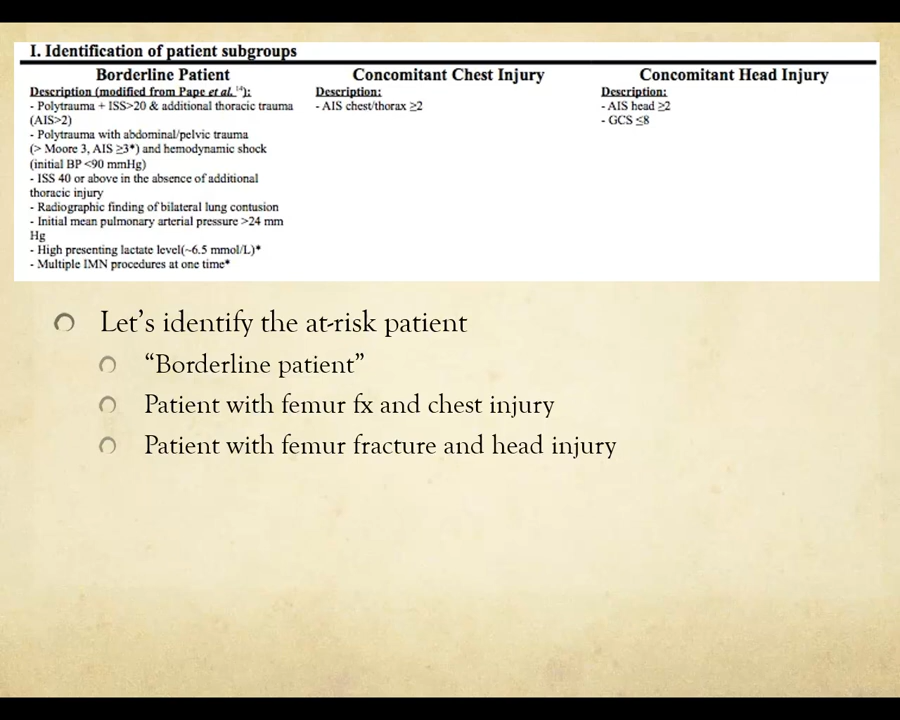 I. Identification of patient subgroups
Borderline Patient
Description (modified from Pape et al.14):
- Polytrauma + ISS>20 & additional thoracic trauma
(AIS>2)
- Polytrauma with abdominal/pelvic trauma
(> Moore 3, AIS ≥3*) and hemodynamic shock
(initial BP <90 mmHg)
- ISS 40 or above in the absence of additional
thoracic injury
- Radiographic finding of bilateral lung contusion
- Initial mean pulmonary arterial pressure >24 mm
Hg
- High presenting lactate level(~6.5 mmol/L)*
- Multiple IMN procedures at one time*
Concomitant Chest Injury
Description:
- AIS chest/thorax ≥2
Concomitant Head Injury
Description:
- AIS head ≥2
- GCS ≤8
Let's identify the at-risk patient
“Borderline patient”
Patient with femur fx and chest injury
Patient with femur fracture and head injury